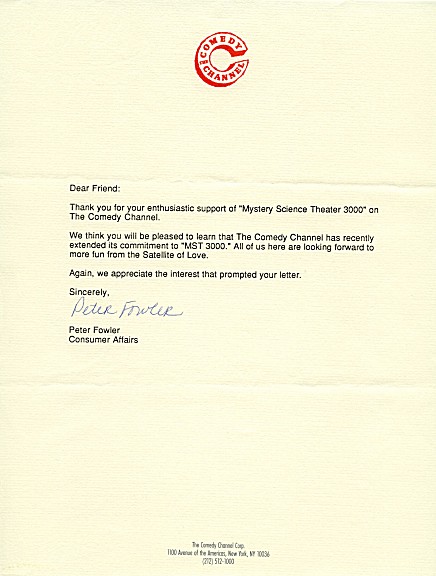 THE COMEDY CHANNEL
Dear Friend:
Thank you for your enthusiastic support of "Mystery Science Theater 3000" on
The Comedy Channel.
We think you will be pleased to learn that The Comedy Channel has recently
extended its commitment to "MST 3000." All of us here are looking forward to
more fun from the Satellite of Love.
Again, we appreciate the interest that prompted your letter.
Sincerely,
Peter Fowler
Peter Fowler
Consumer Affairs
The Comedy Channel Corp.
1100 Avenue of the Americas, New York, NY 10036
(212) 512-1000